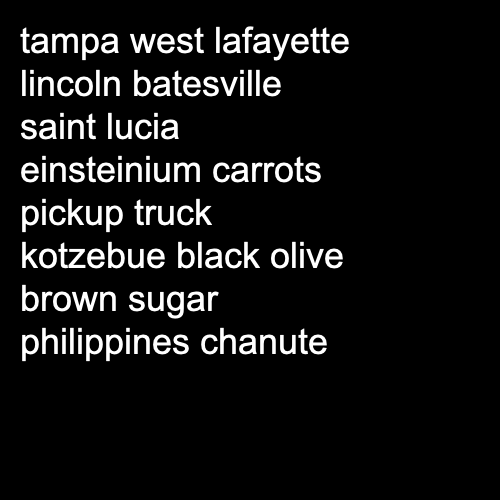 tampa west lafayette
lincoln batesville
saint lucia
einsteinium carrots
pickup truck
kotzebue black olive
brown sugar
philippines chanute